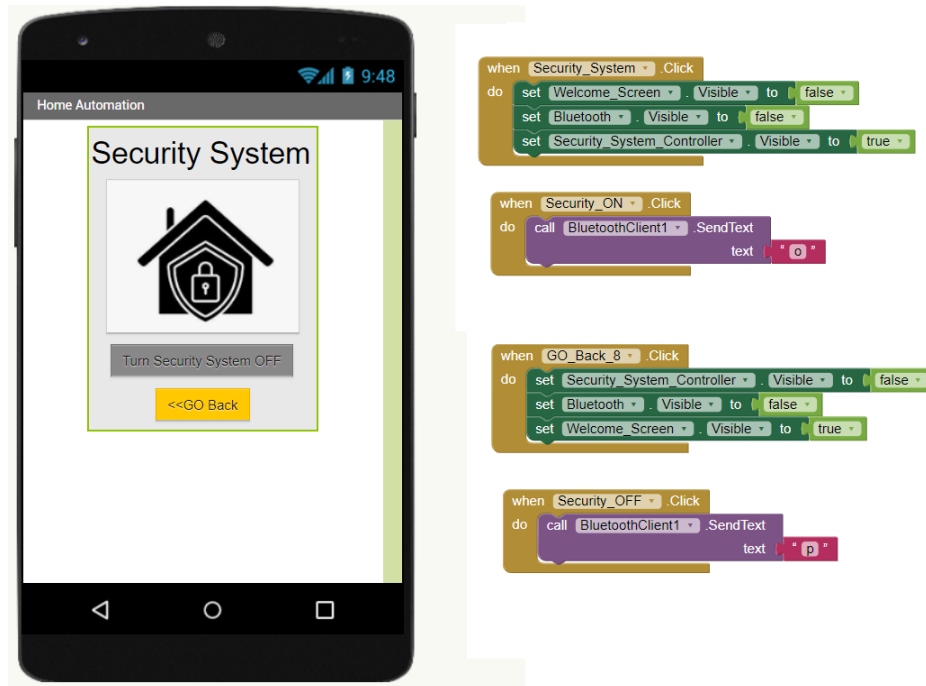 9:48
Home Automation
Security System
Turn Security System OFF
<<GO Back
when Security_System .Click
do set Welcome_Screen . Visible to false
set Bluetooth . Visible to false
set Security_System_Controller . Visible to true
when Security_ON .Click
do call BluetoothClient1 .SendText
text " o "
when GO_Back_8 .Click
do set Security_System_Controller . Visible to false
set Bluetooth . Visible to false
set Welcome_Screen . Visible to true
when Security_OFF .Click
do call BluetoothClient1 .SendText
text " p "